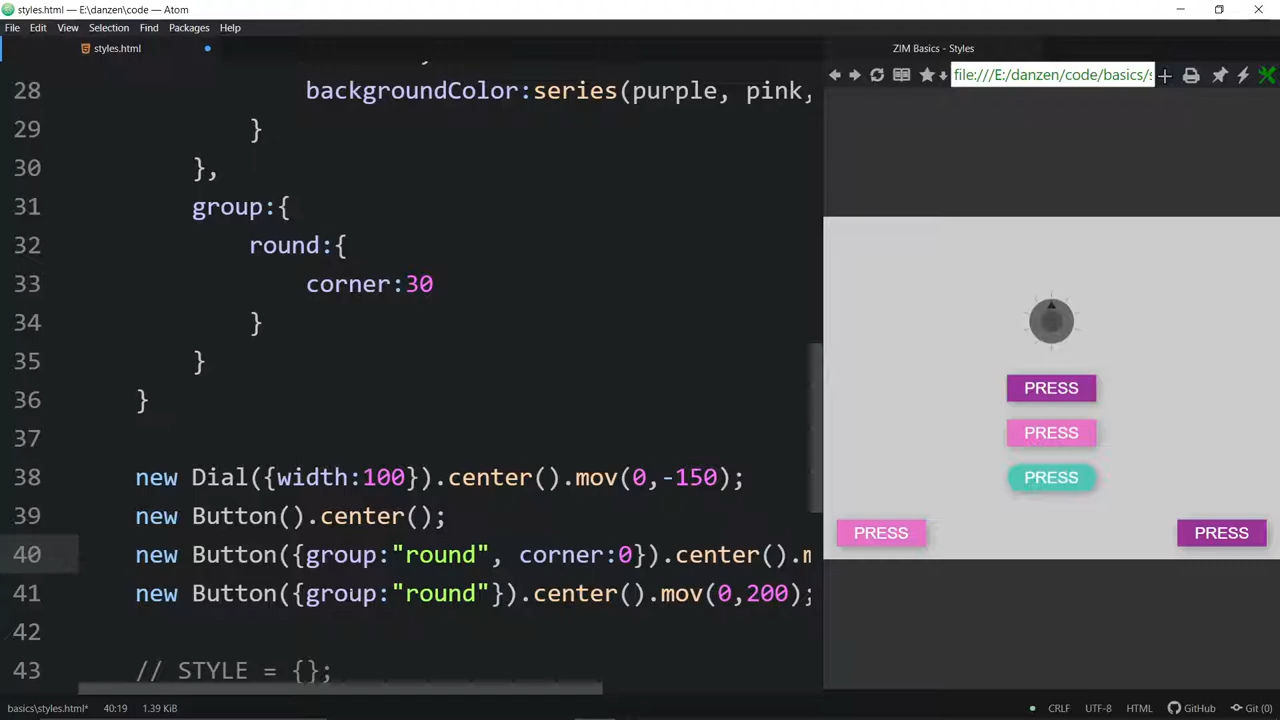 styles.html — E:\danzen\code — Atom
File Edit View Selection Find Packages Help
styles.html
ZIM Basics - Styles
file:///E:/danzen/code/basics/s
28 backgroundColor:series(purple, pink,
29 }
30 },
31 group:{
32 round:{
33 corner:30
34 }
35 }
36 }
37
38 new Dial({width:100}).center().mov(0,-150);
39 new Button().center();
40 new Button({group:"round", corner:0}).center().m
41 new Button({group:"round"}).center().mov(0,200);
42
43 // STYLE = {};
PRESS
PRESS
PRESS
PRESS PRESS
basics\styles.html* 40:19 1.39 KiB CRLF UTF-8 HTML GitHub Git (0)